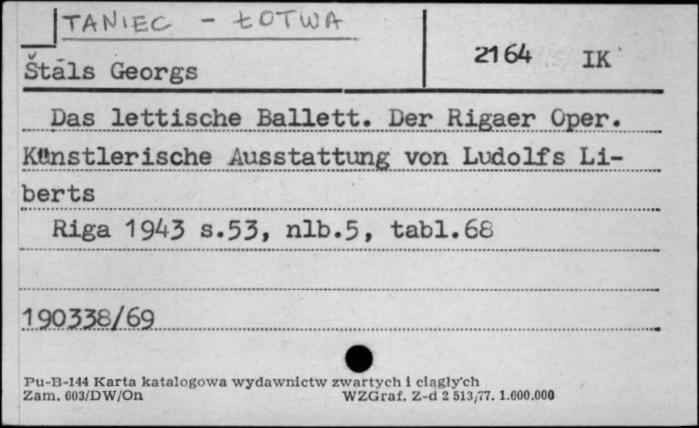 TANIEC - ŁOTWA
2164 IK
Štāls Georgs
Das lettische Ballett. Der Rigaer Oper.
Künstlerische Ausstattung von Ludolfs Li-
berts
Riga 1943 s.53, nlb.5, tabl.68
190338/69
Pu-B-144 Karta katalogowa wydawnictw zwartych i ciągłych
Zam. 603/DW/On WZGraf. Z-d 2 513/77. 1.600.000